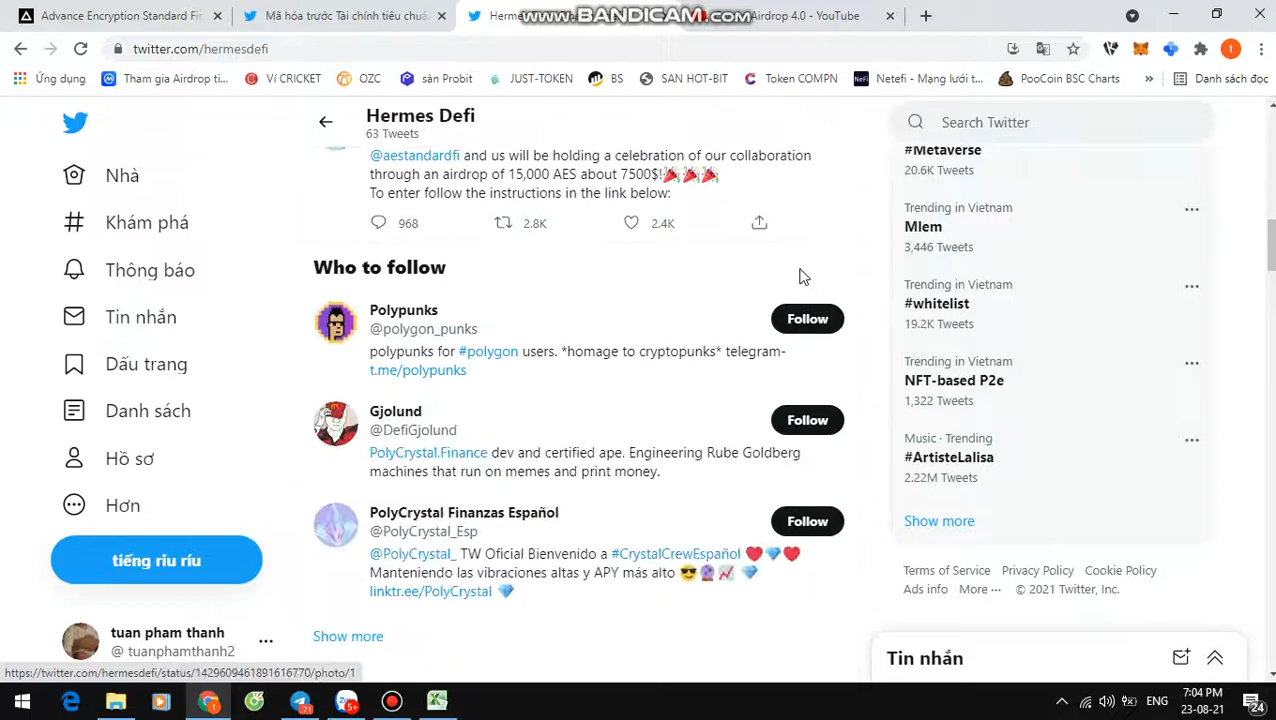 Advance Encryption Standard Fin
Mã hóa trước Tài chính tiêu chuẩ
Herme
Airdrop 4.0 - YouTube
www.BANDICAM.com
twitter.com/hermesdefi
Ứng dụng
Tham gia Airdrop ti...
Ví CRICKET
OZC
sàn Probit
JUST-TOKEN
BS
SAN HOT-BIT
Token COMPN
Netefi - Mạng lưới t...
PooCoin BSC Charts
»
Danh sách đọc
Nhà
Khám phá
Thông báo
Tin nhắn
Dấu trang
Danh sách
Hồ sơ
Hơn
tiếng ríu ríu
tuan pham thanh
@ tuanphamthanh2
Hermes Defi
63 Tweets
@aestandardfi and us will be holding a celebration of our collaboration
through an airdrop of 15,000 AES about 7500$!🎉🎉🎉
To enter follow the instructions in the link below:
968 2.8K 2.4K
Who to follow
Polypunks
@polygon_punks
Follow
polypunks for #polygon users. *homage to cryptopunks* telegram-
t.me/polypunks
Gjolund
@DefiGjolund
Follow
PolyCrystal.Finance dev and certified ape. Engineering Rube Goldberg
machines that run on memes and print money.
PolyCrystal Finanzas Español
@PolyCrystal_Esp
Follow
@PolyCrystal_ TW Oficial Bienvenido a #CrystalCrewEspañol ♥️💎♥️
Manteniendo las vibraciones altas y APY más alto 😎🔮📈💎
linktr.ee/PolyCrystal 💎
Show more
Search Twitter
#Metaverse
20.6K Tweets
Trending in Vietnam
Mlem
3,446 Tweets
Trending in Vietnam
#whitelist
19.2K Tweets
Trending in Vietnam
NFT-based P2e
1,322 Tweets
Music · Trending
#ArtisteLalisa
2.22M Tweets
Show more
Terms of Service Privacy Policy Cookie Policy
Ads info More ··· © 2021 Twitter, Inc.
Tin nhắn
https://twitter.com/hermesdefi/status/1429609461891616770/photo/1
ENG
7:04 PM
23-08-21
24